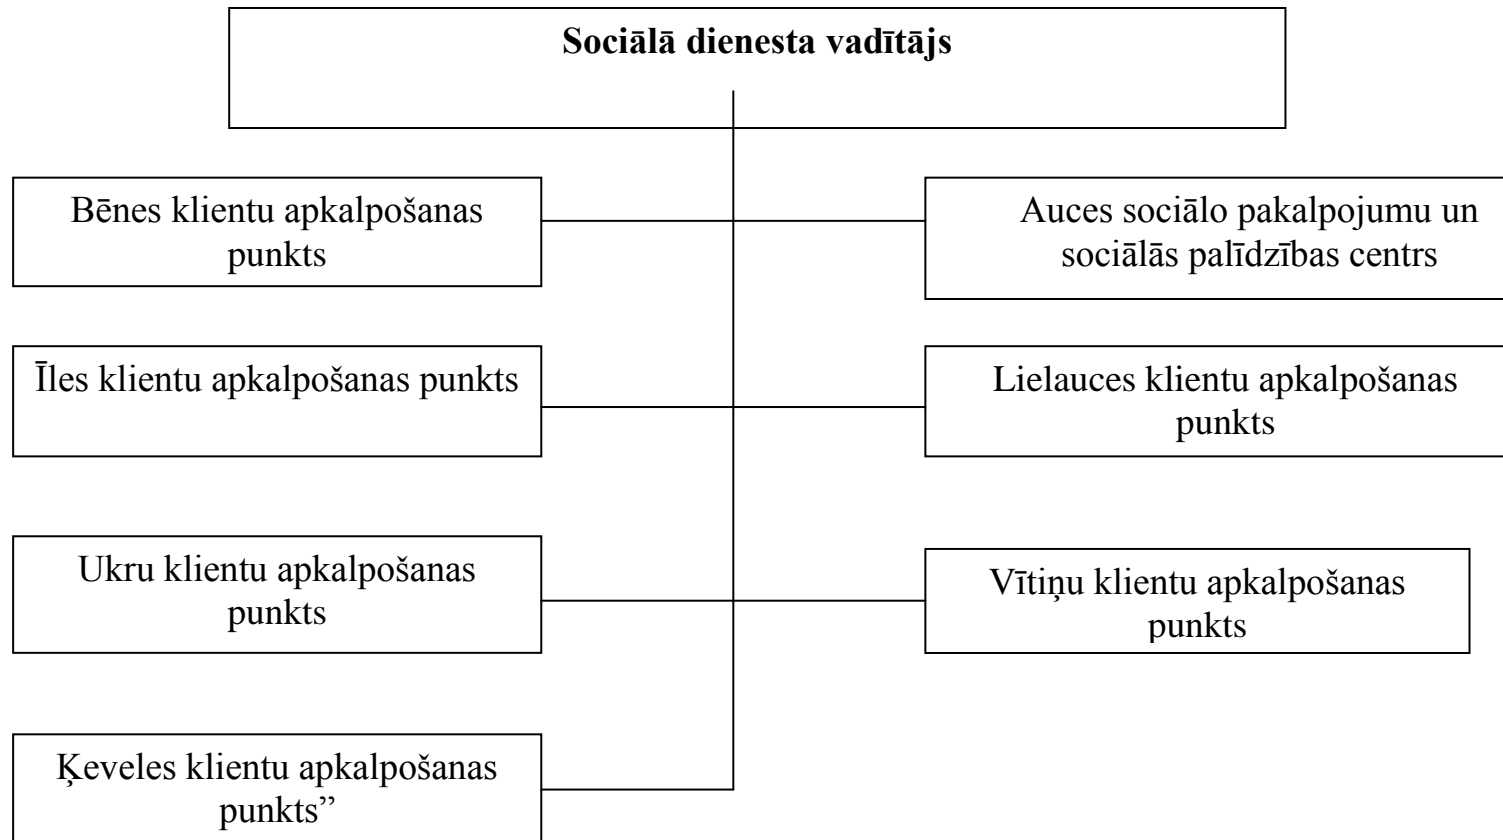 Sociālā dienesta vadītājs
Bēnes klientu apkalpošanas
punkts
Auces sociālo pakalpojumu un
sociālās palīdzības centrs
Īles klientu apkalpošanas punkts
Lielauces klientu apkalpošanas
punkts
Ukru klientu apkalpošanas
punkts
Vītiņu klientu apkalpošanas
punkts
Ķeveles klientu apkalpošanas
punkts”